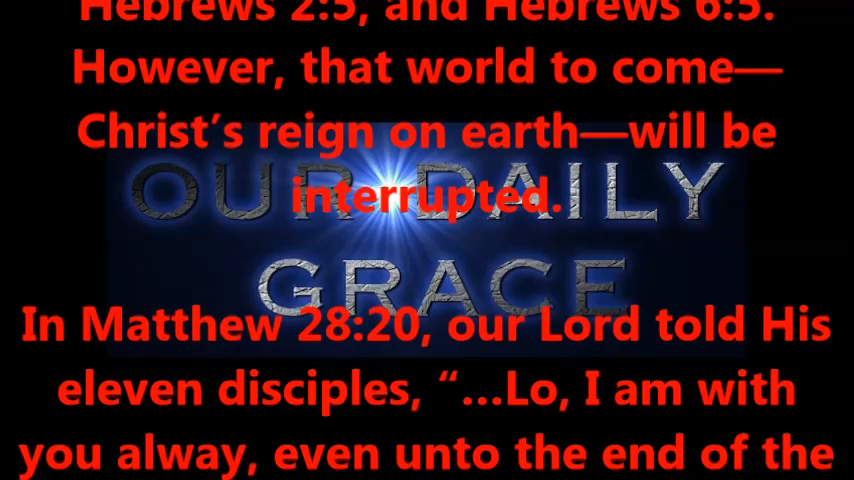 Hebrews 2:5, and Hebrews 6:5.
However, that world to come—
Christ’s reign on earth—will be
interrupted.
OUR DAILY
GRACE
In Matthew 28:20, our Lord told His
eleven disciples, “…Lo, I am with
you alway, even unto the end of the